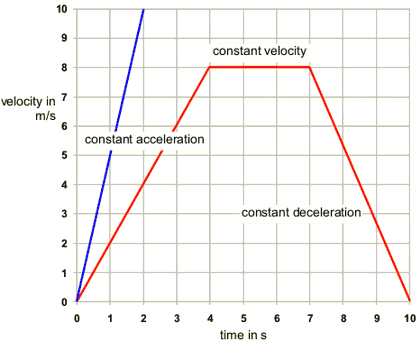 10
9
8
7
6
5
4
3
2
1
0
velocity in
m/s
constant velocity
constant acceleration
constant deceleration
0 1 2 3 4 5 6 7 8 9 10
time in s